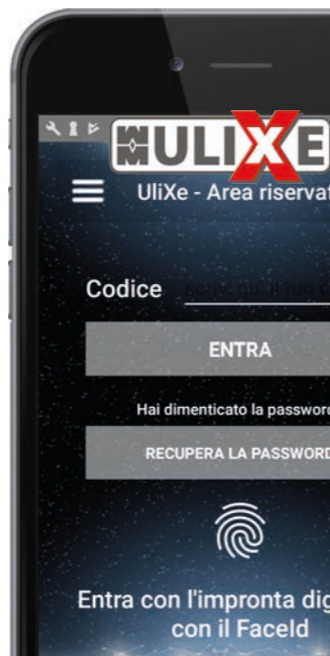 ULIXE
UliXe - Area riservat
Codice
ENTRA
Hai dimenticato la password
RECUPERA LA PASSWORD
Entra con l'impronta dig
con il FaceId